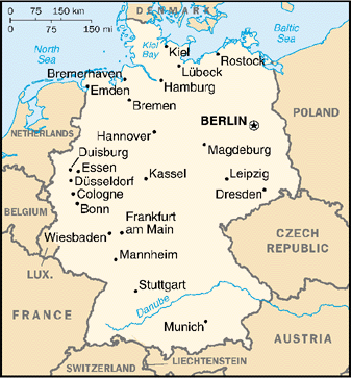 DENMARK
0 75 150 km
0 75 150 mi
Baltic
Sea
North
Sea
Kiel
Bay
Kiel
Rostock
Lübeck
Bremerhaven
Hamburg
Emden
Bremen
BERLIN
POLAND
NETHERLANDS
Hannover
Duisburg
Magdeburg
Essen
Düsseldorf
Kassel
Leipzig
Cologne
Dresden
Bonn
BELGIUM
Frankfurt
am Main
Wiesbaden
CZECH
REPUBLIC
Mannheim
LUX.
Stuttgart
Danube
FRANCE
Munich
AUSTRIA
SWITZERLAND
LIECHTENSTEIN